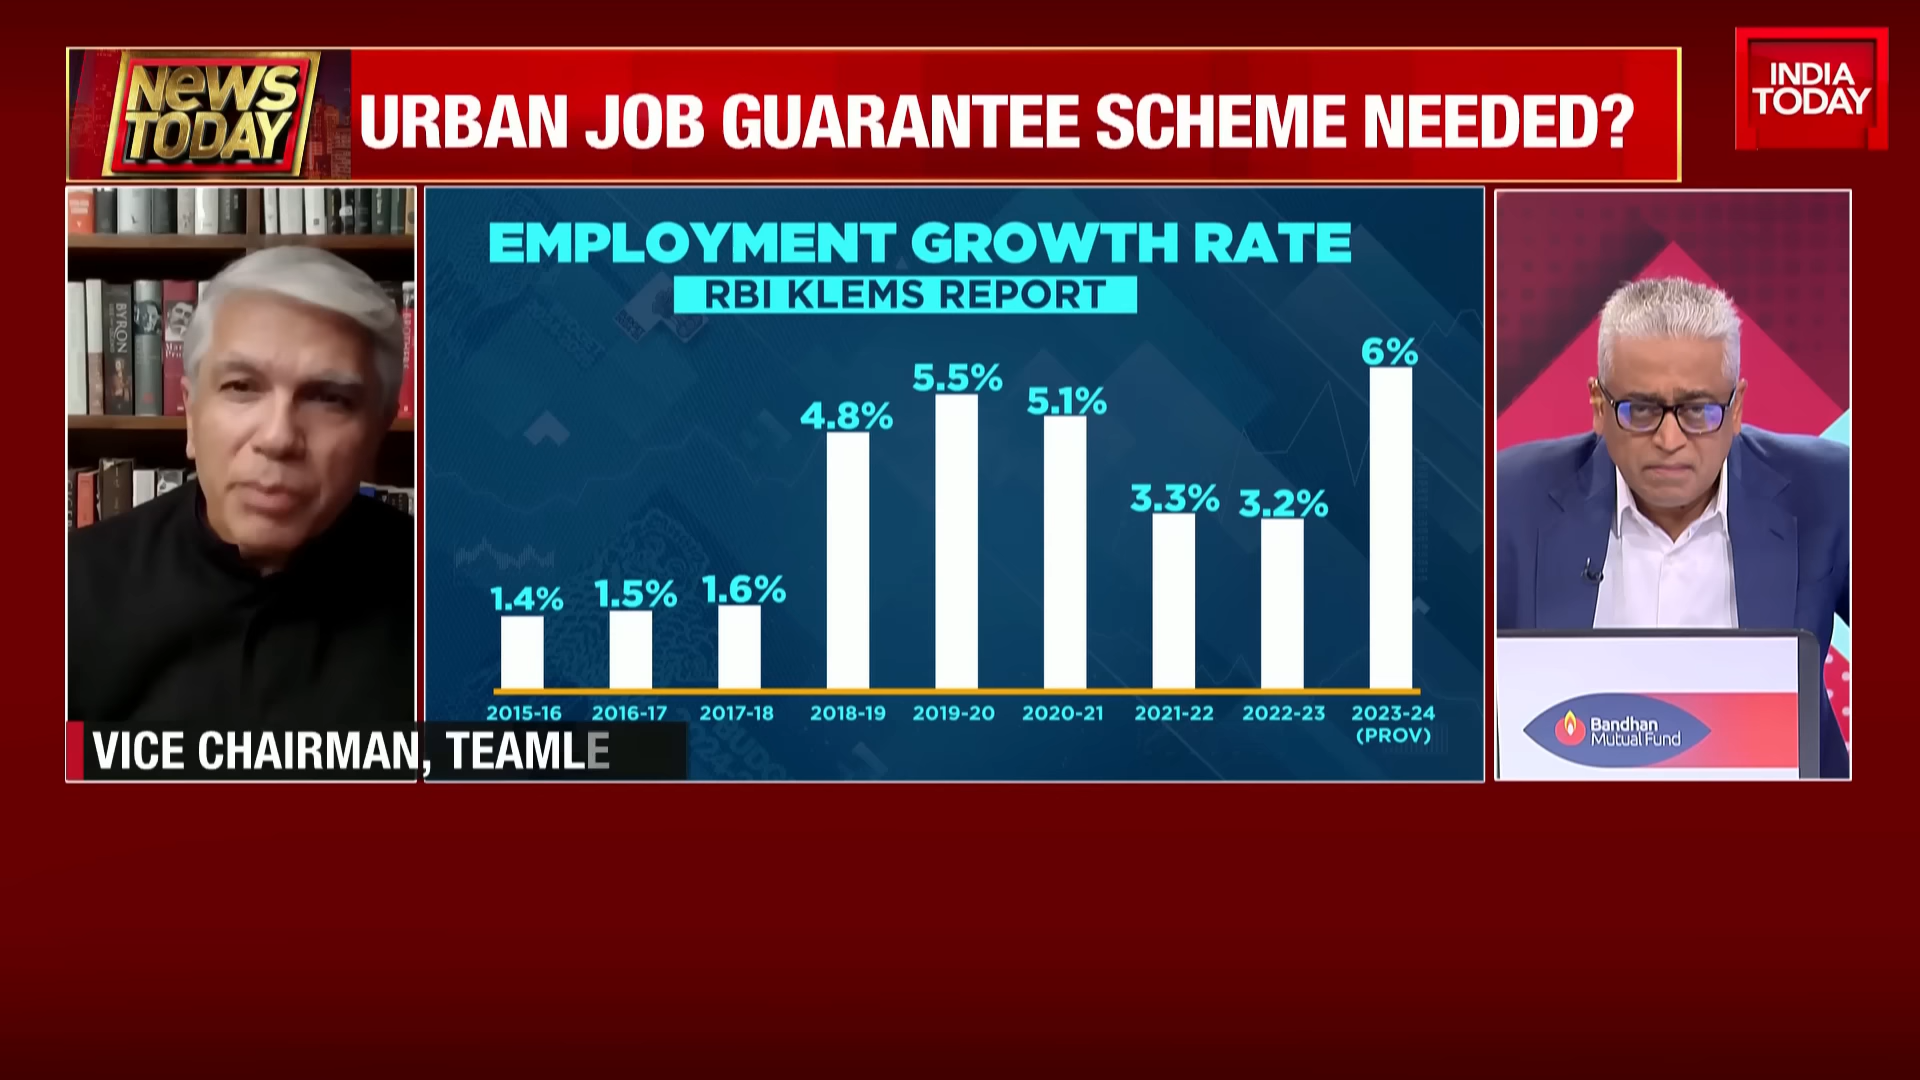 NEWS
TODAY
URBAN JOB GUARANTEE SCHEME NEEDED?
INDIA
TODAY
EMPLOYMENT GROWTH RATE
RBI KLEMS REPORT
1.4% 1.5% 1.6% 4.8% 5.5% 5.1% 3.3% 3.2% 6%
2015-16 2016-17 2017-18 2018-19 2019-20 2020-21 2021-22 2022-23 2023-24
(PROV)
BYRON
VICE CHAIRMAN, TEAMLE
Bandhan
Mutual Fund